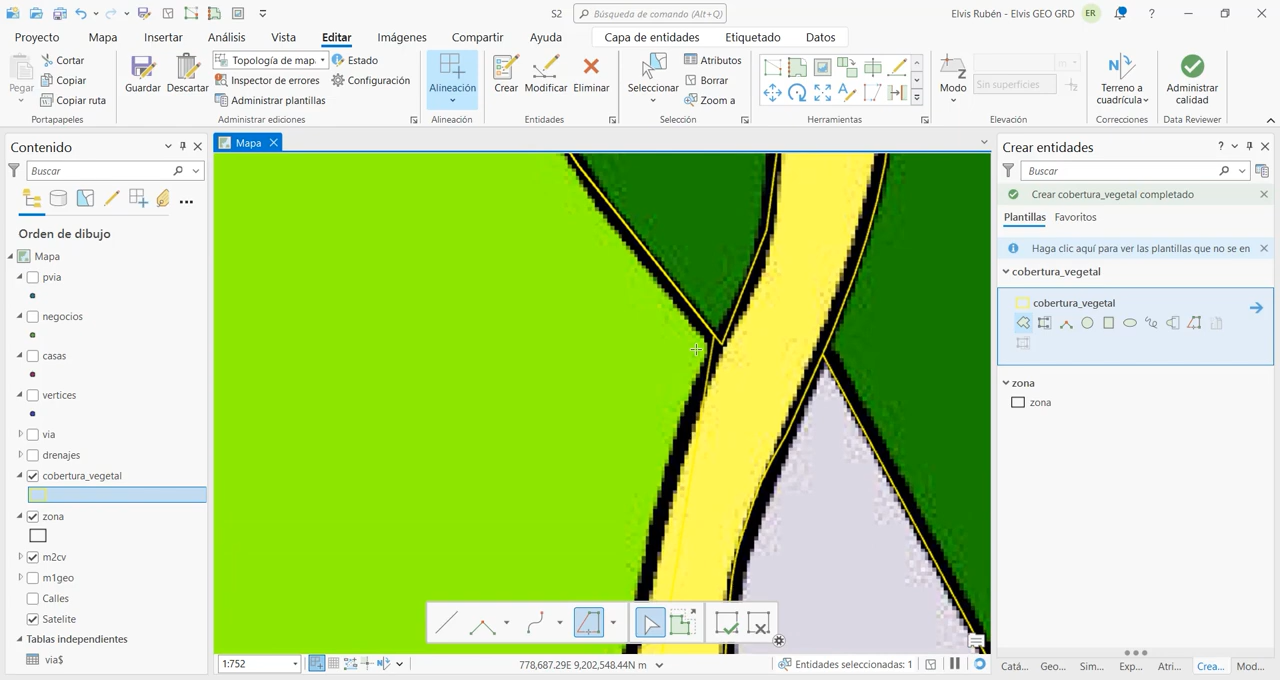 S2
Búsqueda de comando (Alt+Q)
Elvis Rubén - Elvis GEO GRD
ER
?
Proyecto
Mapa
Insertar
Análisis
Vista
Editar
Imágenes
Compartir
Ayuda
Capa de entidades
Etiquetado
Datos
Pegar
Cortar
Copiar
Copiar ruta
Portapapeles
Guardar
Descartar
Topología de map.
Estado
Inspector de errores
Configuración
Administrar plantillas
Administrar ediciones
Alineación
Alineación
Crear
Modificar
Eliminar
Entidades
Seleccionar
Atributos
Borrar
Zoom a
Selección
Herramientas
Modo
m
Sin superficies
Elevación
Terreno a
cuadrícula
Correcciones
Administrar
calidad
Data Reviewer
Contenido
Buscar
Orden de dibujo
Mapa
pvia
negocios
casas
vertices
via
drenajes
cobertura_vegetal
zona
m2cv
m1geo
Calles
Satelite
Tablas independientes
via$
Mapa
1:752
778,687.29E 9,202,548.44N m
Entidades seleccionadas: 1
Crear entidades
?
Buscar
Crear cobertura_vegetal completado
Plantillas
Favoritos
Haga clic aquí para ver las plantillas que no se en
cobertura_vegetal
cobertura_vegetal
zona
zona
Catá...
Geo...
Sim...
Exp...
Atri...
Crea...
Mod...